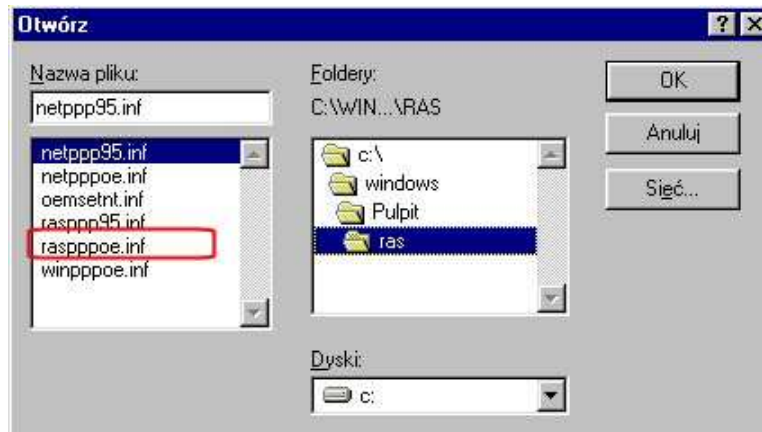 Otwórz
Nazwa pliku:
netppp95.inf
netppp95.inf
netpppoe.inf
oemsetnt.inf
rasppp95.inf
raspppoe.inf
winpppoe.inf
Foldery:
C:\WIN...\RAS
c:\
windows
Pulpit
ras
Dyski:
c:
OK
Anuluj
Sieć...